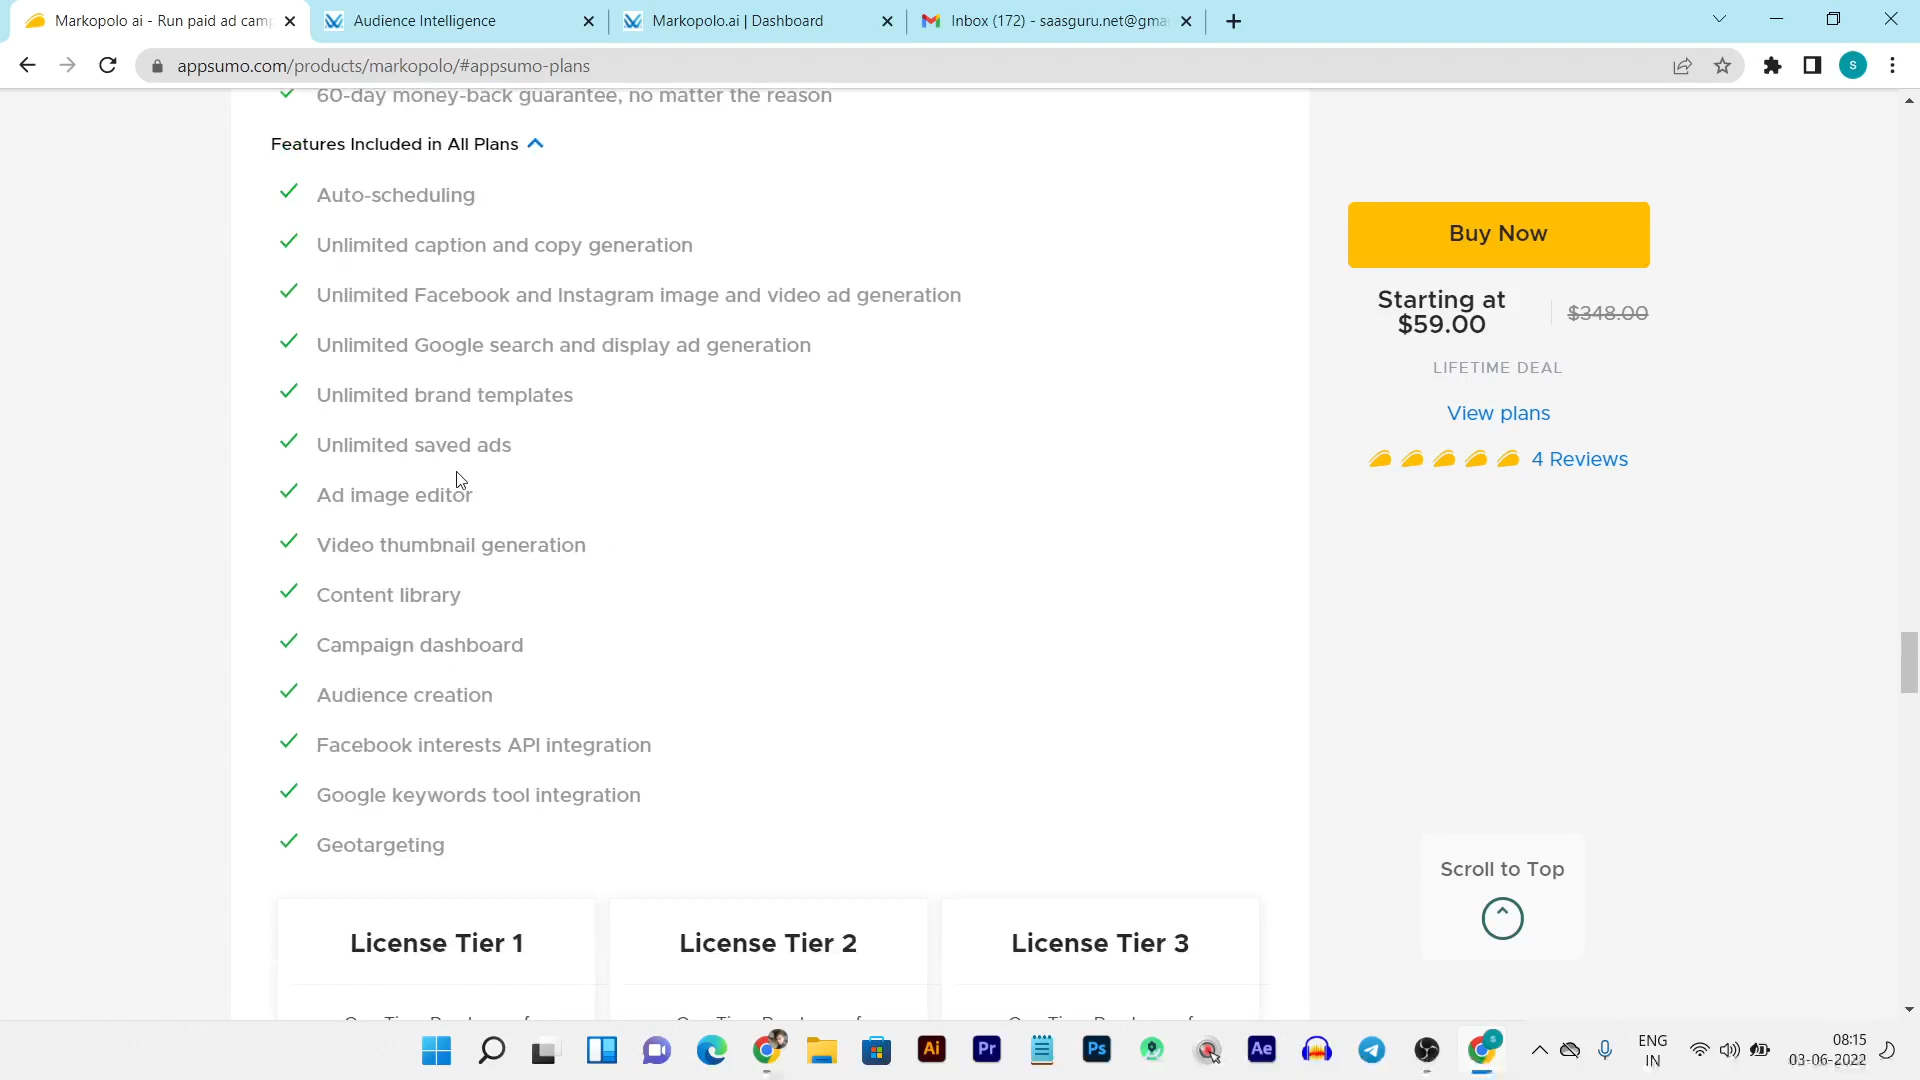 Markopolo ai - Run paid ad camp
Audience Intelligence
Markopolo.ai | Dashboard
Inbox (172) - saasguru.net@gmai
appsumo.com/products/markopolo/#appsumo-plans
S
60-day money-back guarantee, no matter the reason
Features Included in All Plans
Auto-scheduling
Unlimited caption and copy generation
Unlimited Facebook and Instagram image and video ad generation
Unlimited Google search and display ad generation
Unlimited brand templates
Unlimited saved ads
Ad image editor
Video thumbnail generation
Content library
Campaign dashboard
Audience creation
Facebook interests API integration
Google keywords tool integration
Geotargeting
License Tier 1
License Tier 2
License Tier 3
Buy Now
Starting at
$59.00
$348.00
LIFETIME DEAL
View plans
4 Reviews
Scroll to Top
Ai
Pr
Ps
Ae
S
ENG
IN
08:15
03-06-2022